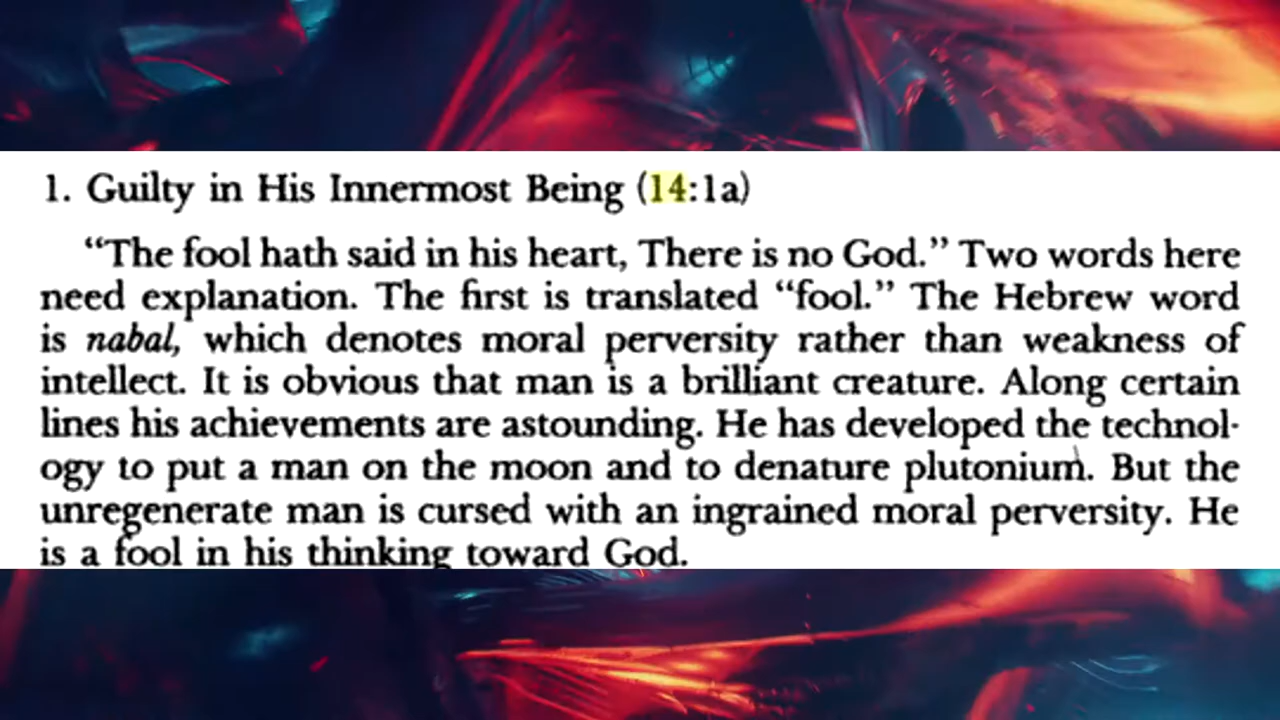 1. Guilty in His Innermost Being (14:1a)
“The fool hath said in his heart, There is no God.” Two words here
need explanation. The first is translated “fool.” The Hebrew word
is nabal, which denotes moral perversity rather than weakness of
intellect. It is obvious that man is a brilliant creature. Along certain
lines his achievements are astounding. He has developed the technol-
ogy to put a man on the moon and to denature plutonium. But the
unregenerate man is cursed with an ingrained moral perversity. He
is a fool in his thinking toward God.